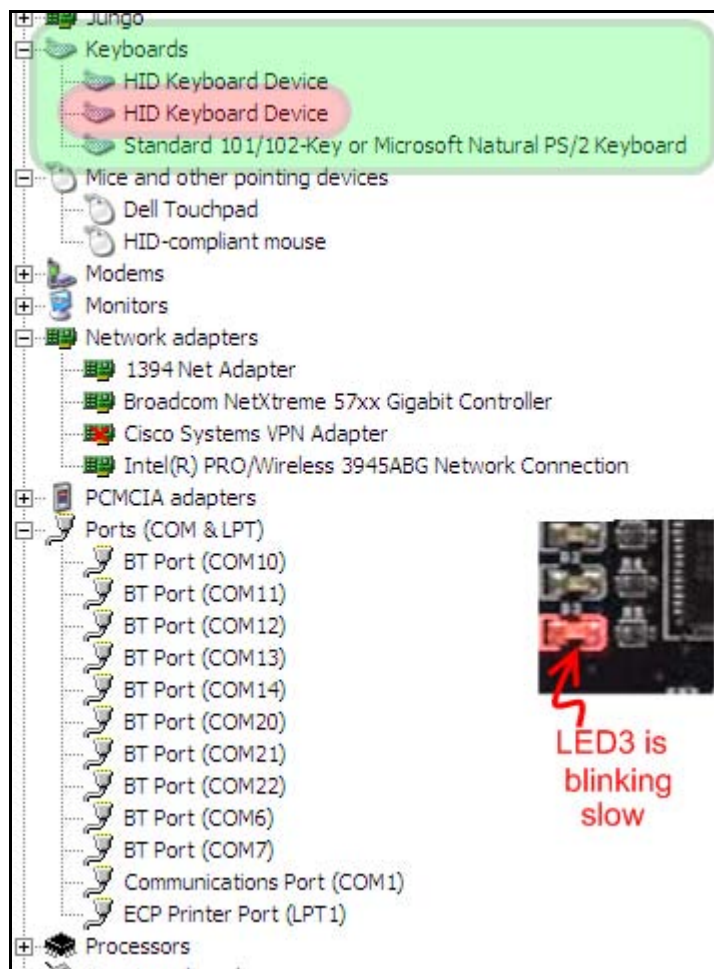 Jungo
Keyboards
HID Keyboard Device
HID Keyboard Device
Standard 101/102-Key or Microsoft Natural PS/2 Keyboard
Mice and other pointing devices
Dell Touchpad
HID-compliant mouse
Modems
Monitors
Network adapters
1394 Net Adapter
Broadcom NetXtreme 57xx Gigabit Controller
Cisco Systems VPN Adapter
Intel(R) PRO/Wireless 3945ABG Network Connection
PCMCIA adapters
Ports (COM & LPT)
BT Port (COM10)
BT Port (COM11)
BT Port (COM12)
BT Port (COM13)
BT Port (COM14)
BT Port (COM20)
BT Port (COM21)
BT Port (COM22)
BT Port (COM6)
BT Port (COM7)
Communications Port (COM1)
ECP Printer Port (LPT1)
Processors
LED3 is
blinking
slow